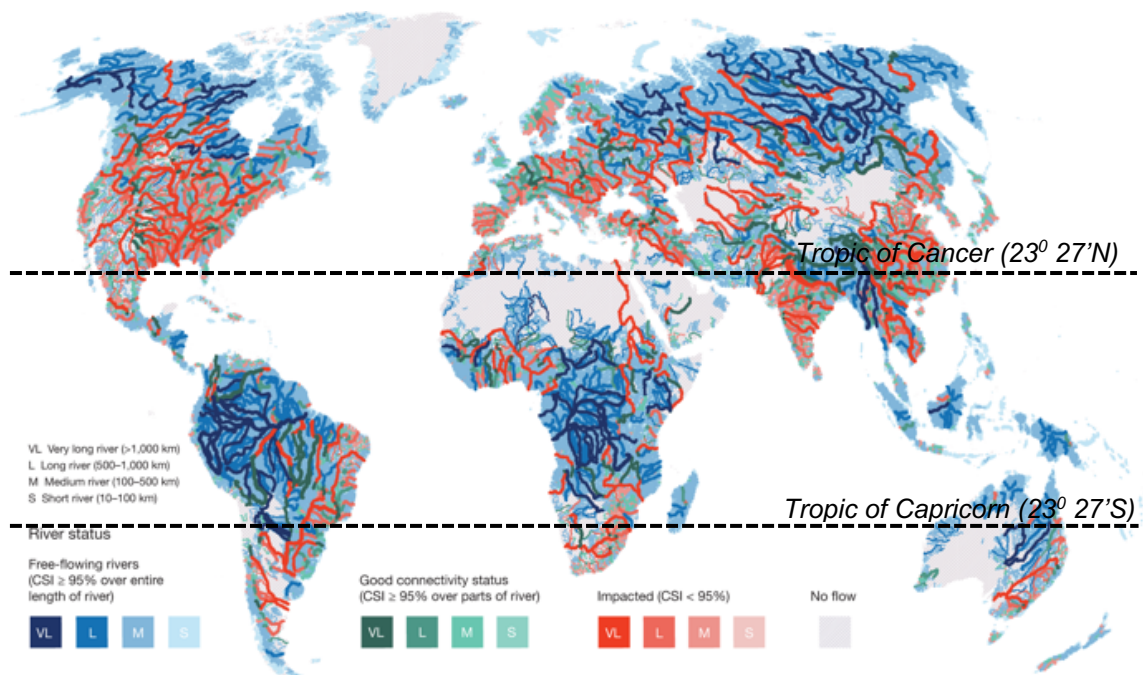 Tropic of Cancer (23⁰ 27’N)
VL Very long river (>1,000 km)
L Long river (500–1,000 km)
M Medium river (100–500 km)
S Short river (10–100 km)
Tropic of Capricorn (23⁰ 27’S)
River status
Free-flowing rivers
(CSI ≥ 95% over entire
length of river)
VL L M S
Good connectivity status
(CSI ≥ 95% over parts of river)
VL L M S
Impacted (CSI < 95%)
VL L M S
No flow